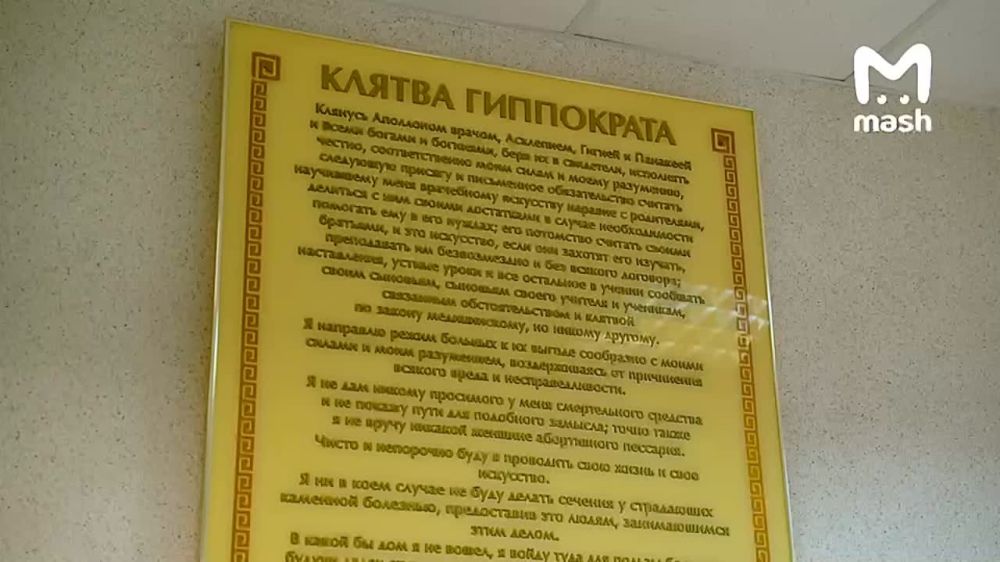 КЛЯТВА ГИППОКРАТА
Клянусь Аполлоном врачом, Асклепием, Гигией и Панакеей
и всеми богами и богинями, беря их в свидетели, исполнять
честно, соответственно моим силам и моему разумению,
следующую присягу и письменное обязательство: считать
научившему меня врачебному искусству наравне с родителями,
делиться с ним своими достатками и в случае необходимости
помогать ему в его нуждах; его потомство считать своими
братьями, и это искусство, если они захотят его изучать,
преподавать им безвозмездно и без всякого договора;
наставления, устные уроки и все остальное в учении сообщать
своим сыновьям, сыновьям своего учителя и ученикам,
связанным обстоятельством и клятвой
по закону медицинскому, но никому другому.
Я направлю режим больных к их выгоде сообразно с моими
силами и моим разумением, воздерживаясь от причинения
всякого вреда и несправедливости.
Я не дам никому просимого у меня смертельного средства
и не покажу пути для подобного замысла; точно также
я не вручу никакой женщине абортивного пессария.
Чисто и непорочно буду я проводить свою жизнь и свое
искусство.
Я ни в коем случае не буду делать сечения у страдающих
каменной болезнью, предоставив это людям, занимающимся
этим делом.
В какой бы дом я не вошел, я войду туда для пользы
mash